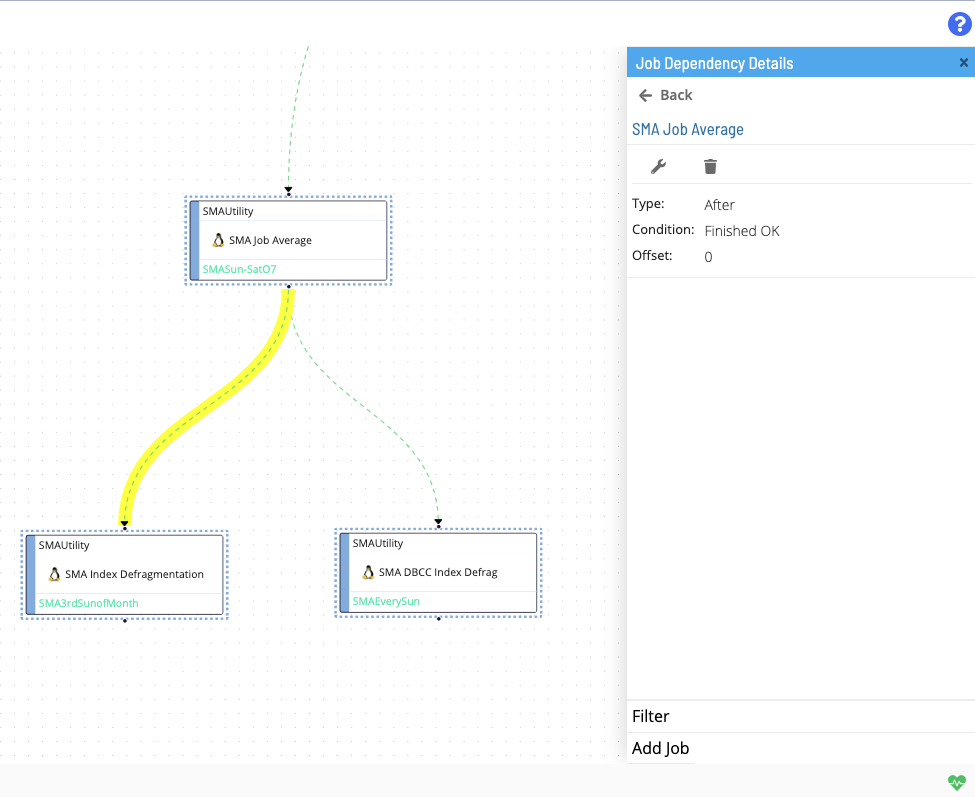 ?
Job Dependency Details ×
← Back
SMA Job Average
Type: After
Condition: Finished OK
Offset: 0
SMAUtility
SMA Job Average
SMASun-SatO7
SMAUtility
SMA Index Defragmentation
SMA3rdSunofMonth
SMAUtility
SMA DBCC Index Defrag
SMAEverySun
Filter
Add Job